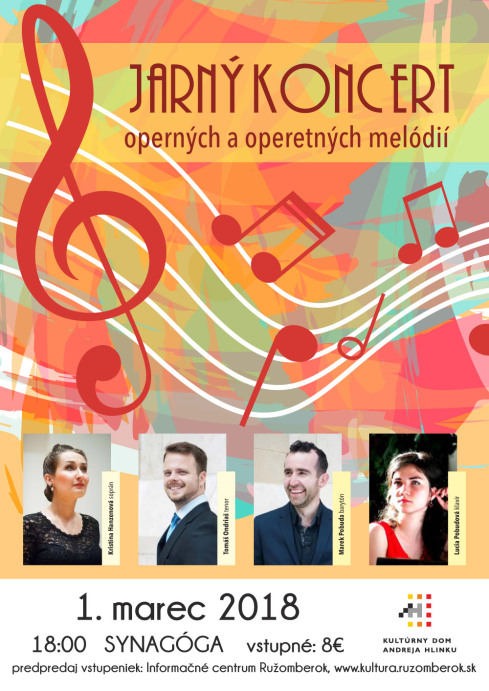 JARNÝ KONCERT
operných a operetných melódií
Kristína Hanzenová soprán
Tomáš Ondriaš tenor
Marek Pobuda barytón
Lucia Pobudová klavír
1. marec 2018
18:00 SYNAGÓGA vstupné: 8€
KULTÚRNY DOM
ANDREJA HLINKU
predpredaj vstupeniek: Informačné centrum Ružomberok, www.kultura.ruzomberok.sk